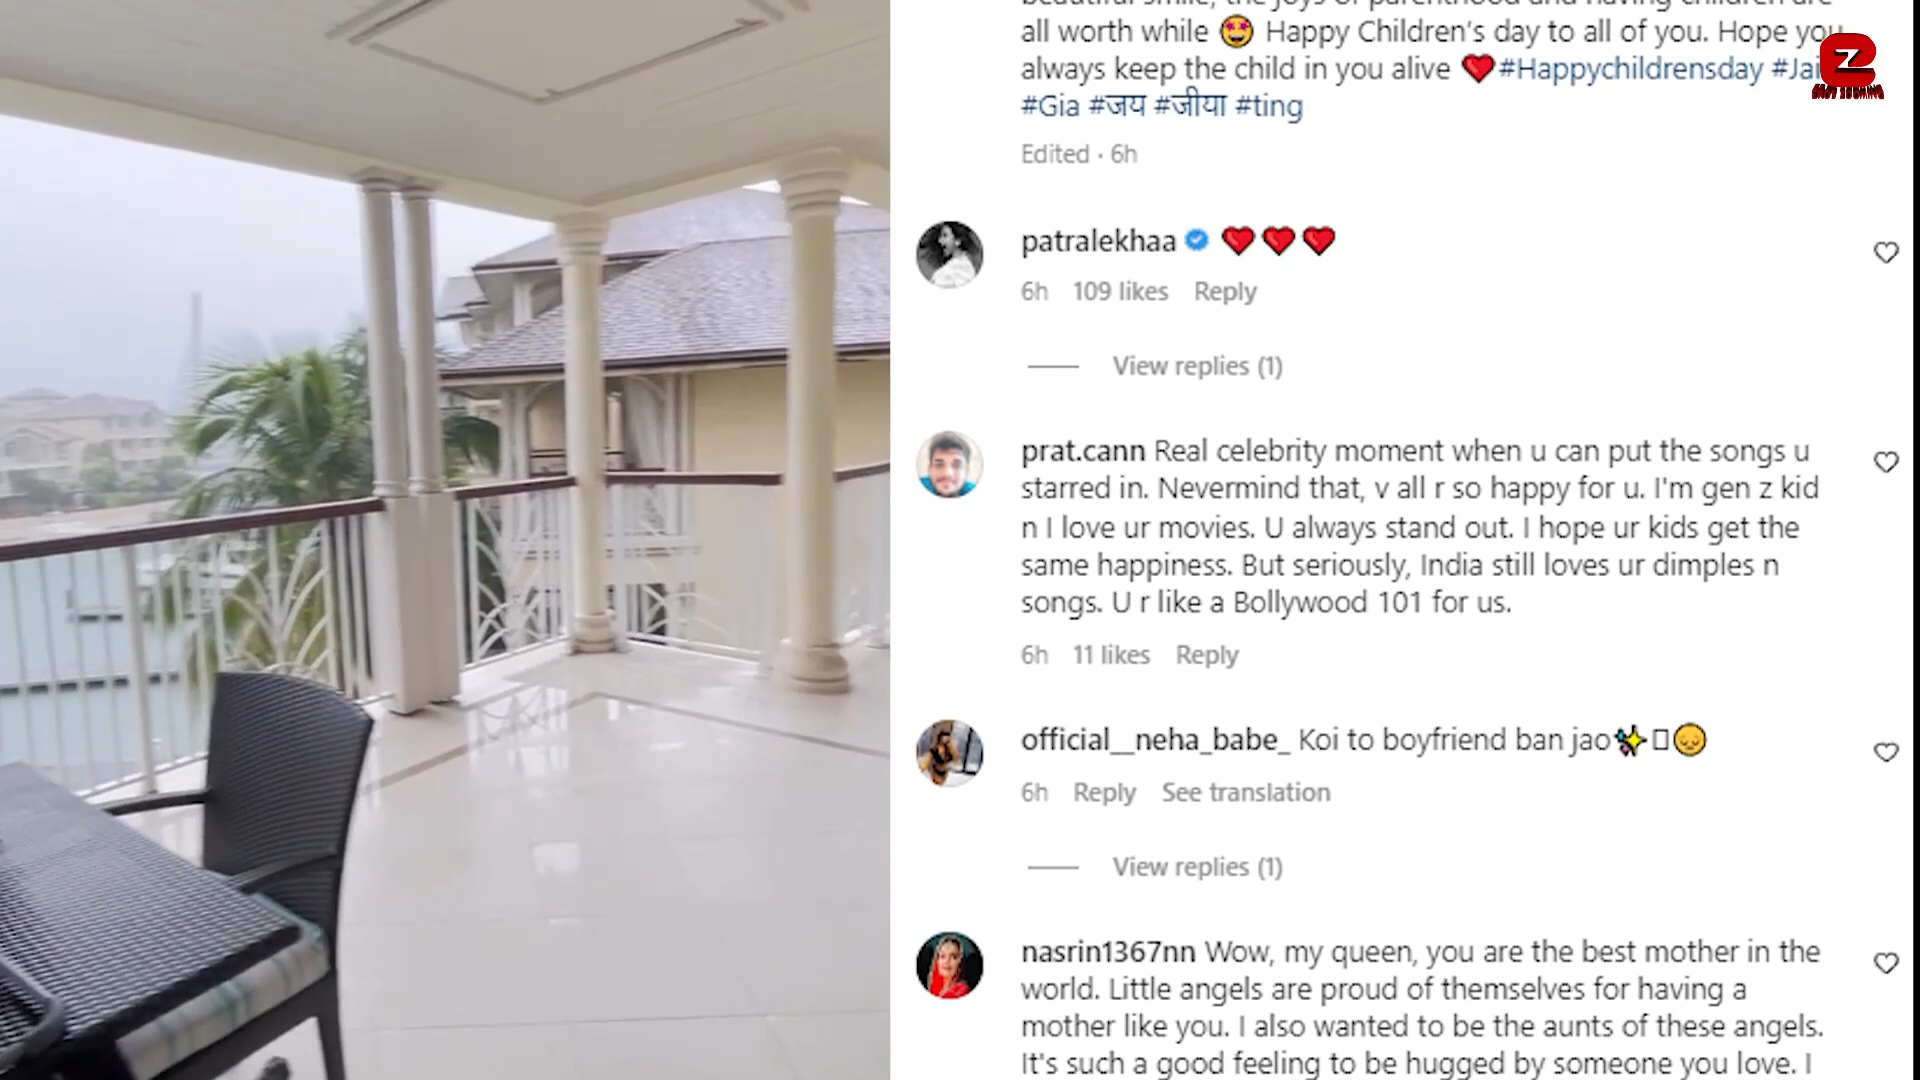 all worth while 🤩 Happy Children's day to all of you. Hope you
always keep the child in you alive ❤️#Happychildrensday #Jai
#Gia #जय #जीया #ting
Edited · 6h
patralekhaa ❤️❤️❤️
6h 109 likes Reply
View replies (1)
prat.cann Real celebrity moment when u can put the songs u
starred in. Nevermind that, v all r so happy for u. I'm gen z kid
n I love ur movies. U always stand out. I hope ur kids get the
same happiness. But seriously, India still loves ur dimples n
songs. U r like a Bollywood 101 for us.
6h 11 likes Reply
View replies (1)
official__neha_babe_ Koi to boyfriend ban jao✨😞
6h Reply See translation
View replies (1)
nasrin1367nn Wow, my queen, you are the best mother in the
world. Little angels are proud of themselves for having a
mother like you. I also wanted to be the aunts of these angels.
It's such a good feeling to be hugged by someone you love. I